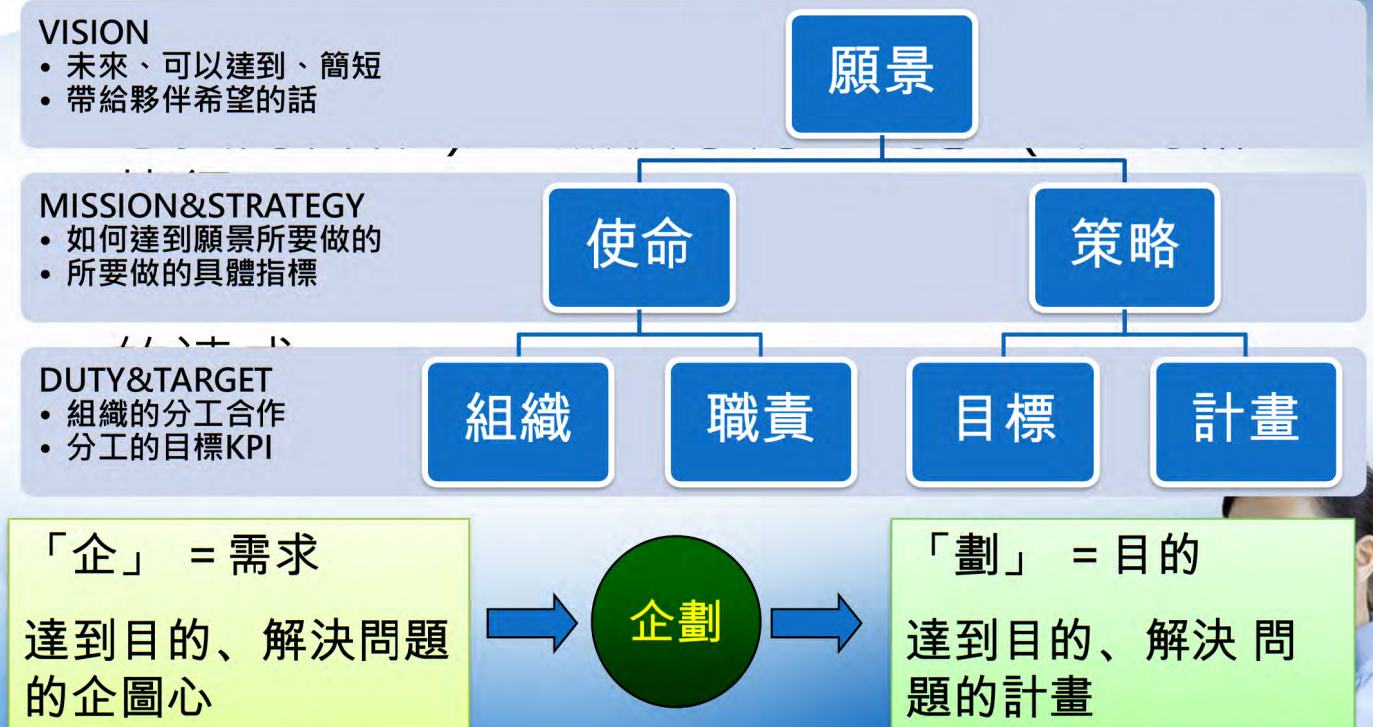 VISION
• 未來、可以達到、簡短
• 帶給夥伴希望的話
願景
MISSION&STRATEGY
• 如何達到願景所要做的
• 所要做的具體指標
使命
策略
DUTY&TARGET
• 組織的分工合作
• 分工的目標KPI
組織
職責
目標
計畫
「企」 =需求
達到目的、解決問題
的企圖心
企劃
「劃」 =目的
達到目的、解決 問
題的計畫